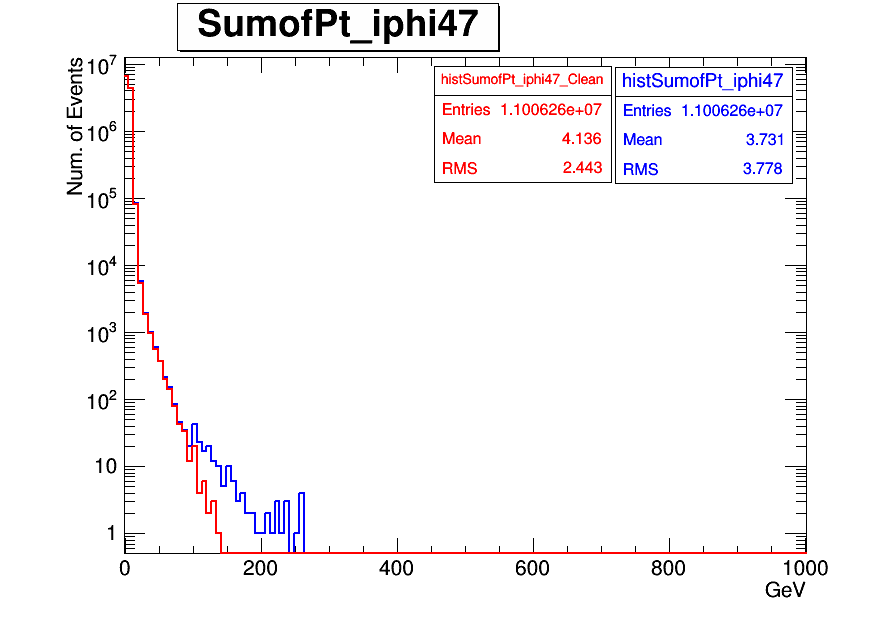 SumofPt_iphi47
Num. of Events
10^7
10^6
10^5
10^4
10^3
10^2
10
1
histSumofPt_iphi47_Clean
Entries 1.100626e+07
Mean 4.136
RMS 2.443
histSumofPt_iphi47
Entries 1.100626e+07
Mean 3.731
RMS 3.778
0 200 400 600 800 1000
GeV